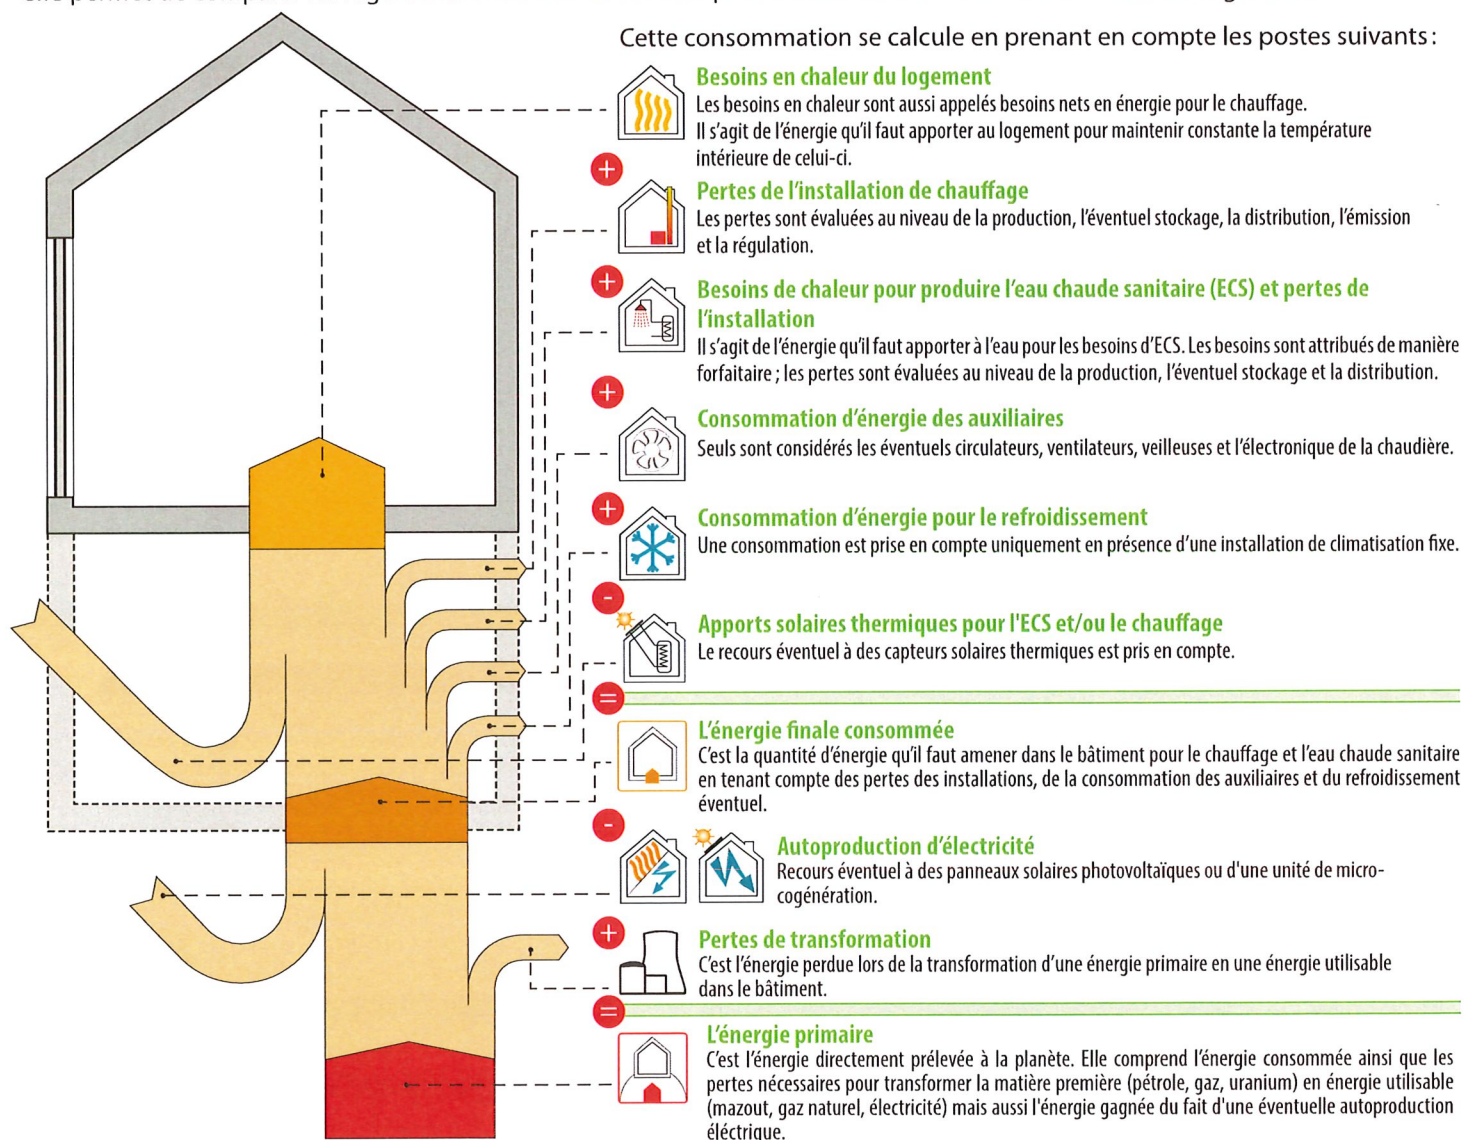 Cette consommation se calcule en prenant en compte les postes suivants :
Besoins en chaleur du logement
Les besoins en chaleur sont aussi appelés besoins nets en énergie pour le chauffage.
Il s'agit de l'énergie qu'il faut apporter au logement pour maintenir constante la température
intérieure de celui-ci.
+
Pertes de l'installation de chauffage
Les pertes sont évaluées au niveau de la production, l'éventuel stockage, la distribution, l'émission
et la régulation.
+
Besoins de chaleur pour produire l'eau chaude sanitaire (ECS) et pertes de
l'installation
Il s'agit de l'énergie qu'il faut apporter à l'eau pour les besoins d'ECS. Les besoins sont attribués de manière
forfaitaire ; les pertes sont évaluées au niveau de la production, l'éventuel stockage et la distribution.
+
Consommation d'énergie des auxiliaires
Seuls sont considérés les éventuels circulateurs, ventilateurs, veilleuses et l'électronique de la chaudière.
+
Consommation d'énergie pour le refroidissement
Une consommation est prise en compte uniquement en présence d'une installation de climatisation fixe.
-
Apports solaires thermiques pour l'ECS et/ou le chauffage
Le recours éventuel à des capteurs solaires thermiques est pris en compte.
=
L'énergie finale consommée
C'est la quantité d'énergie qu'il faut amener dans le bâtiment pour le chauffage et l'eau chaude sanitaire
en tenant compte des pertes des installations, de la consommation des auxiliaires et du refroidissement
éventuel.
-
Autoproduction d'électricité
Recours éventuel à des panneaux solaires photovoltaïques ou d'une unité de micro-
cogénération.
+
Pertes de transformation
C'est l'énergie perdue lors de la transformation d'une énergie primaire en une énergie utilisable
dans le bâtiment.
=
L'énergie primaire
C'est l'énergie directement prélevée à la planète. Elle comprend l'énergie consommée ainsi que les
pertes nécessaires pour transformer la matière première (pétrole, gaz, uranium) en énergie utilisable
(mazout, gaz naturel, électricité) mais aussi l'énergie gagnée du fait d'une éventuelle autoproduction
éléctrique.